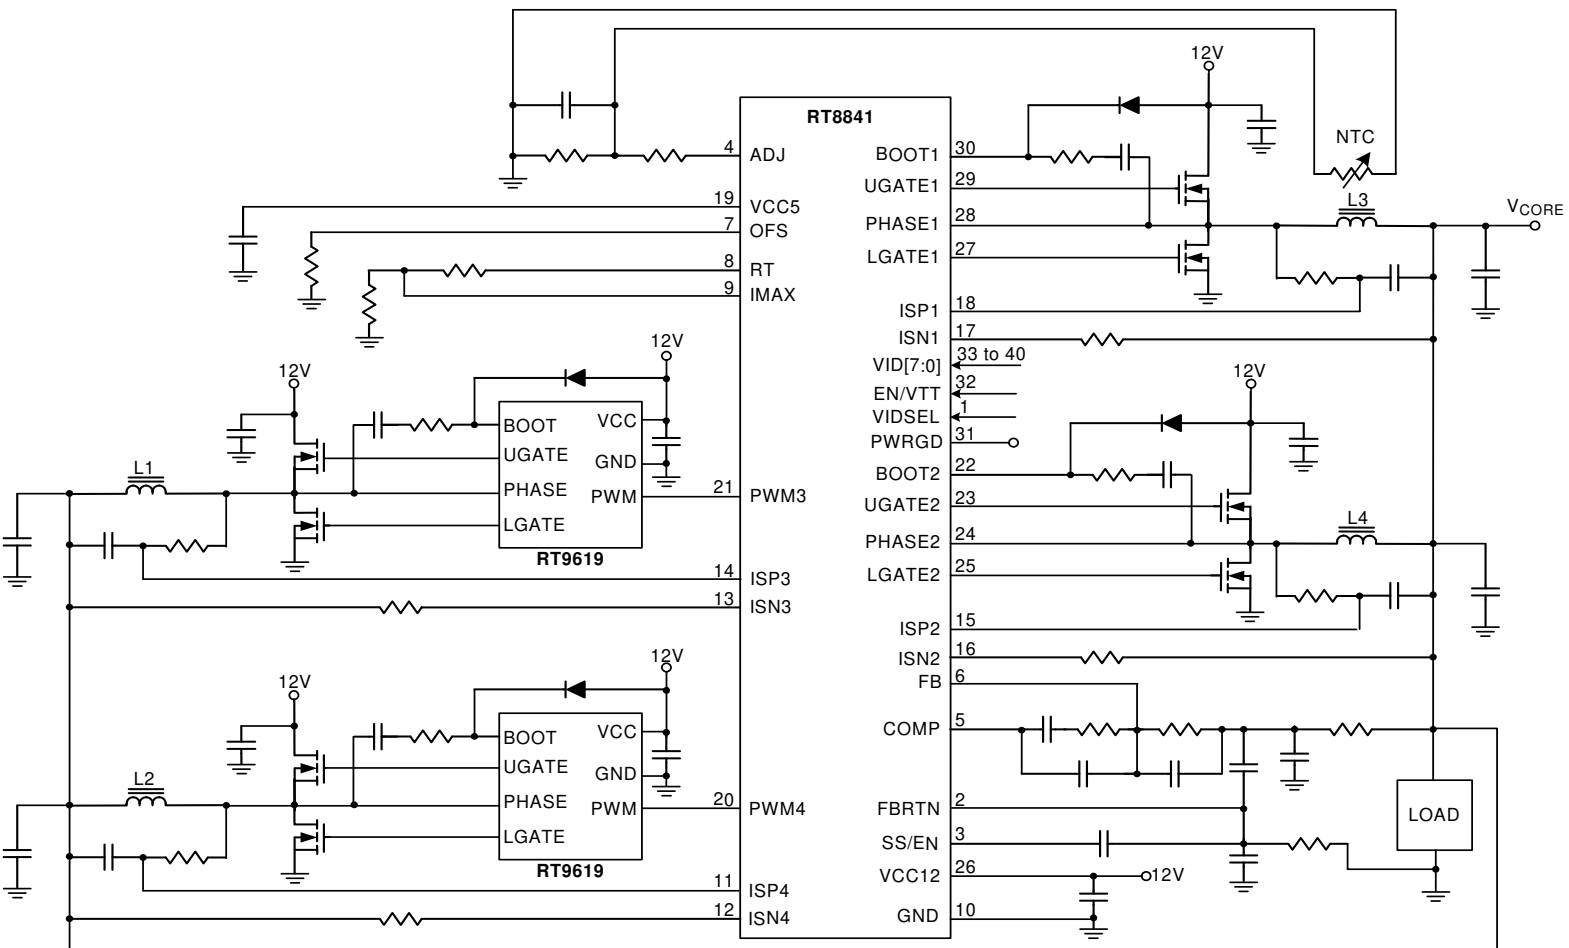 12V
RT8841
NTC
4 ADJ
BOOT1 30
UGATE1 29
L3
19 VCC5
VCORE
7 OFS
PHASE1 28
LGATE1 27
8 RT
9 IMAX
ISP1 18
ISN1 17
12V
VID[7:0] 33 to 40
12V
12V
EN/VTT 32
VIDSEL 1
BOOT
VCC
PWRGD 31
UGATE
GND
BOOT2 22
L1
PHASE
PWM
21 PWM3
UGATE2 23
L4
LGATE
PHASE2 24
RT9619
LGATE2 25
14 ISP3
13 ISN3
ISP2 15
12V
ISN2 16
12V
FB 6
BOOT
VCC
COMP 5
UGATE
GND
L2
PHASE
PWM
20 PWM4
FBRTN 2
LOAD
LGATE
SS/EN 3
RT9619
VCC12 26
12V
11 ISP4
12 ISN4
GND 10